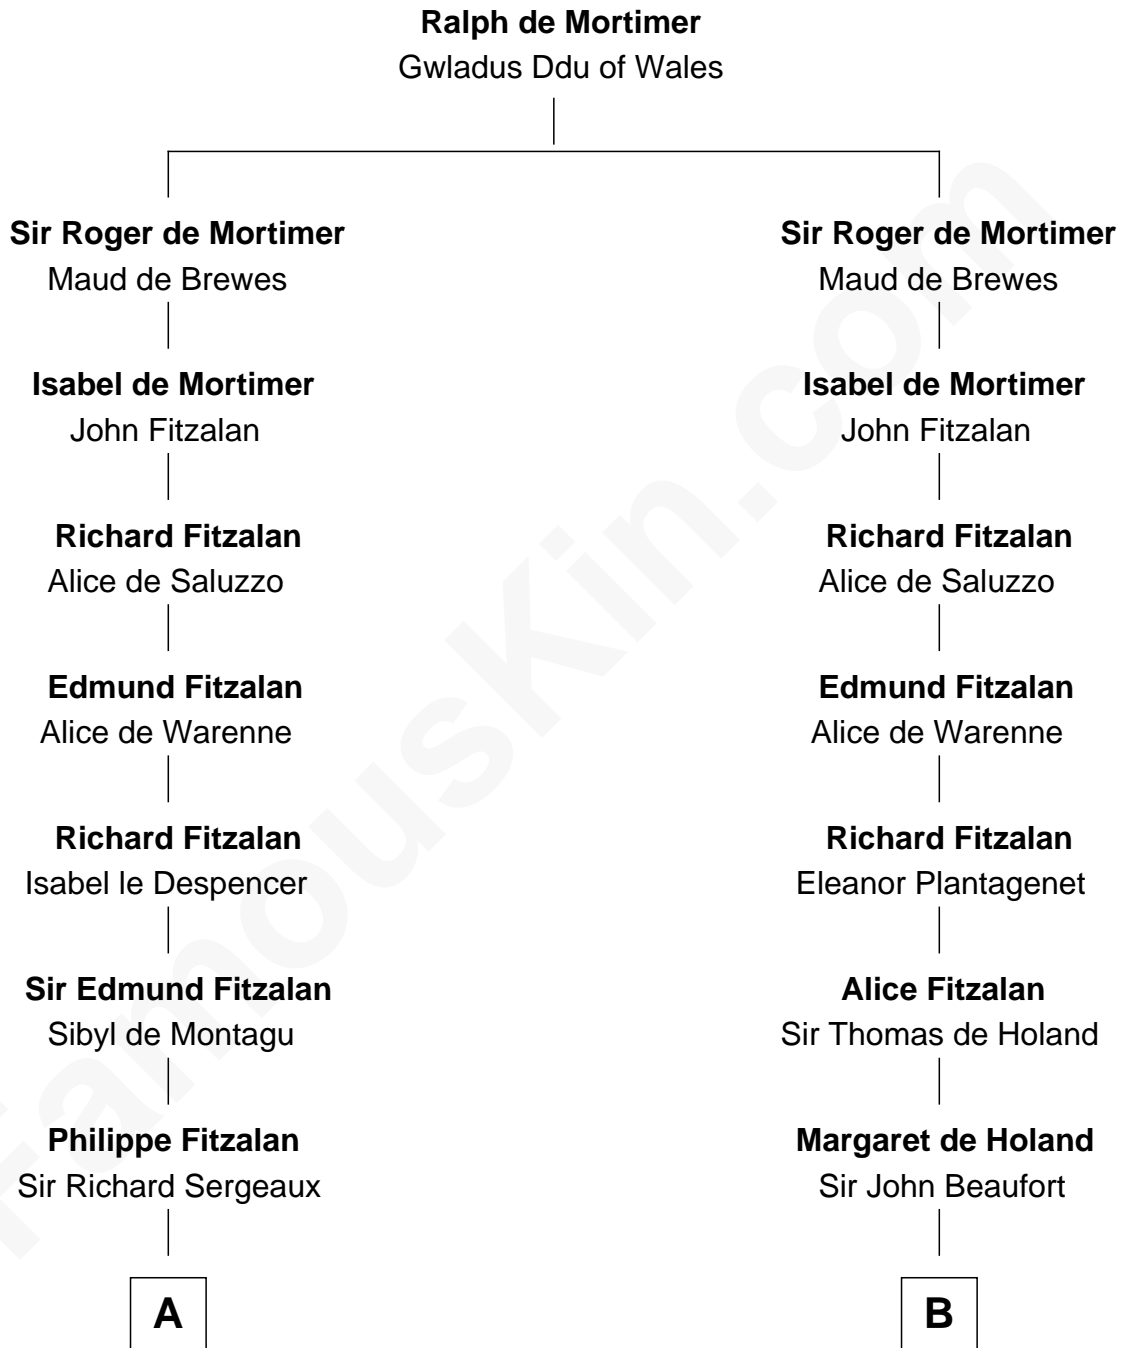 Ralph de Mortimer
Gwladus Ddu of Wales
Sir Roger de Mortimer
Maud de Brewes
Isabel de Mortimer
John Fitzalan
Richard Fitzalan
Alice de Saluzzo
Edmund Fitzalan
Alice de Warenne
Richard Fitzalan
Isabel le Despencer
Sir Edmund Fitzalan
Sibyl de Montagu
Philippe Fitzalan
Sir Richard Sergeaux
A
Sir Roger de Mortimer
Maud de Brewes
Isabel de Mortimer
John Fitzalan
Richard Fitzalan
Alice de Saluzzo
Edmund Fitzalan
Alice de Warenne
Richard Fitzalan
Eleanor Plantagenet
Alice Fitzalan
Sir Thomas de Holand
Margaret de Holand
Sir John Beaufort
B
FamousKin.com